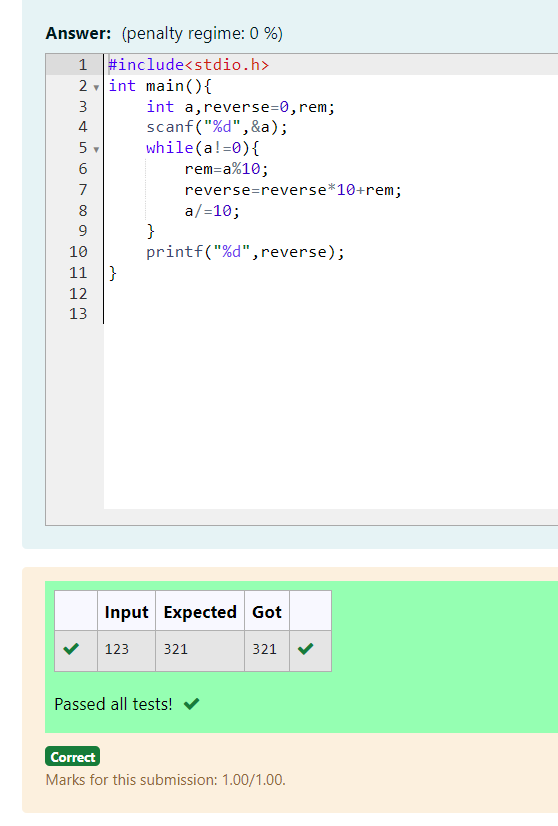 Answer: (penalty regime: 0 %)
1 #include<stdio.h>
2 int main(){
3     int a,reverse=0,rem;
4     scanf("%d",&a);
5     while(a!=0){
6         rem=a%10;
7         reverse=reverse*10+rem;
8         a/=10;
9     }
10     printf("%d",reverse);
11 }
12
13
Input Expected Got
123 321 321
Passed all tests!
Correct
Marks for this submission: 1.00/1.00.